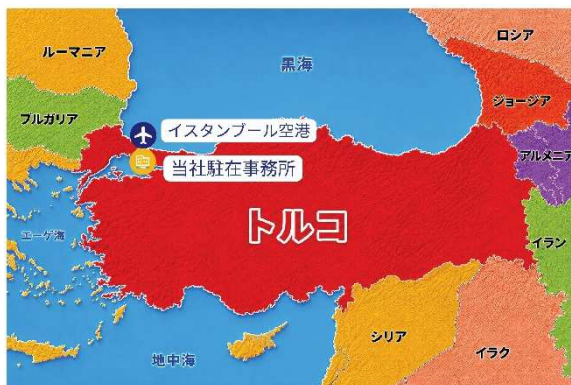 ロシア
ルーマニア
黒海
ジョージア
ブルガリア
イスタンブール空港
アルメニア
当社駐在事務所
トルコ
エーゲ海
イラン
シリア
イラク
地中海